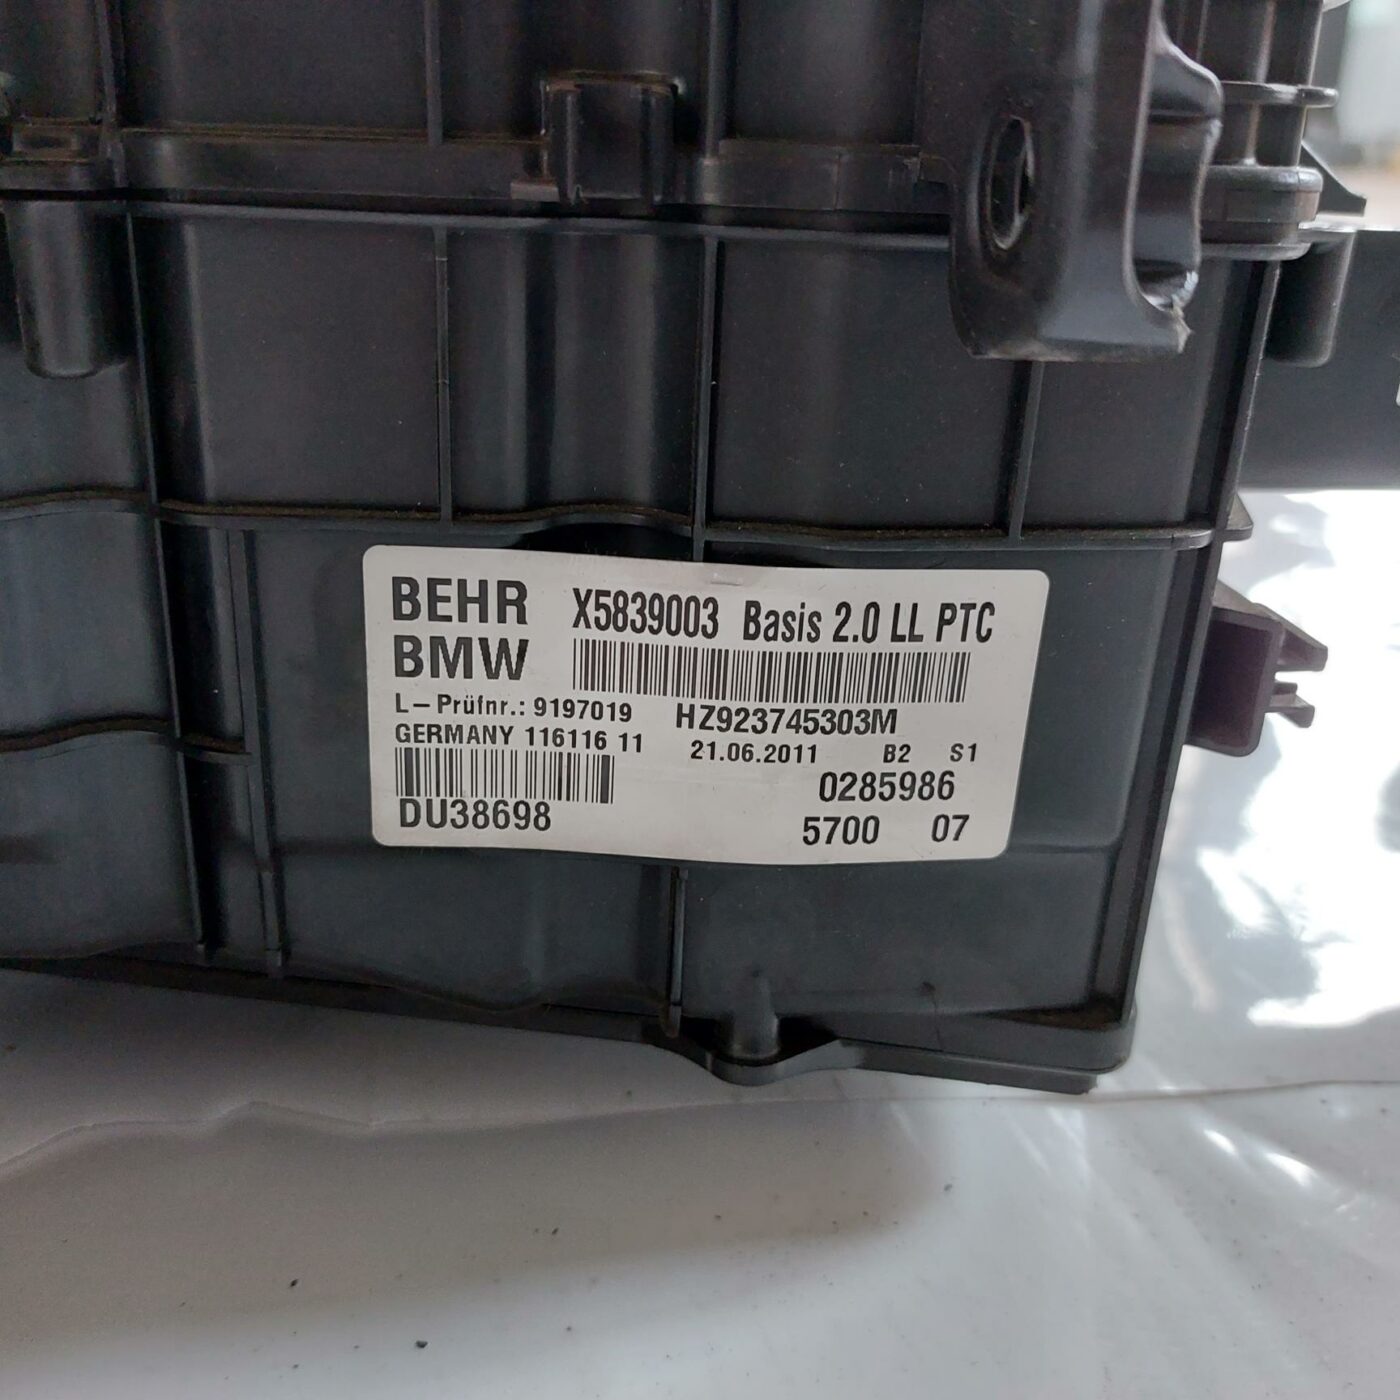 BEHR X5839003 Basis 2.0 LL PTC
BMW
L-Prüfnr.: 9197019 HZ923745303M
GERMANY 116116 11 21.06.2011 B2 S1
0285986
DU38698 5700 07